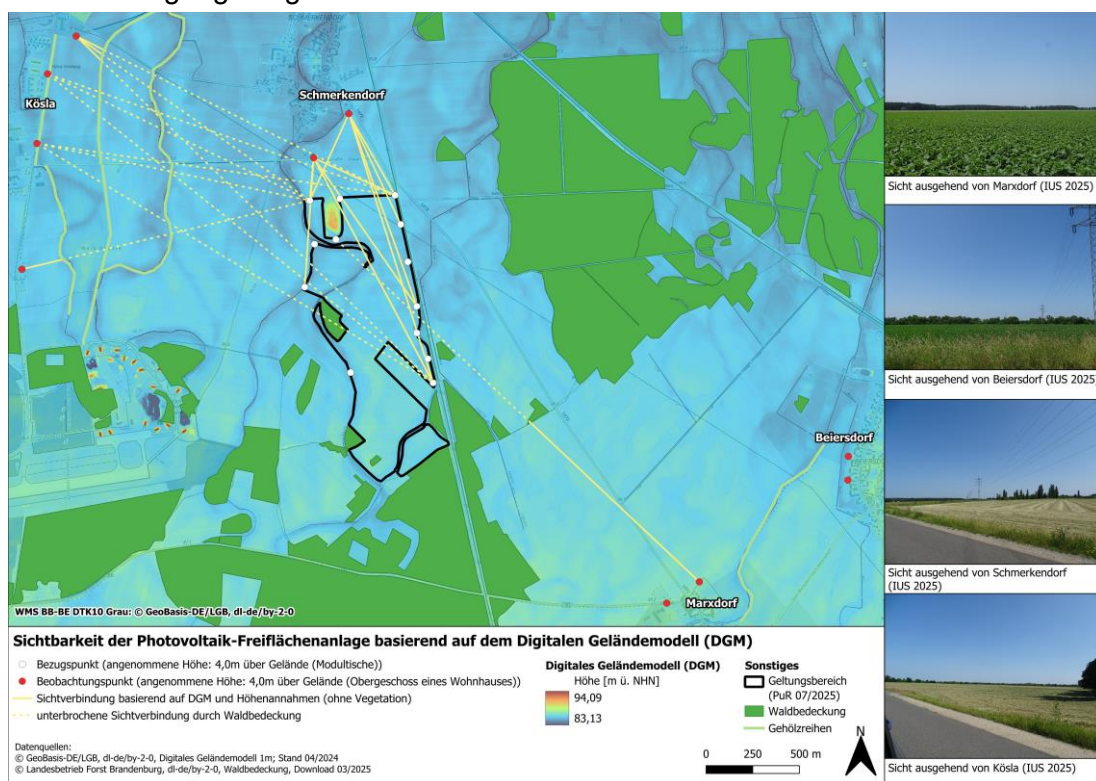 SCHMERKENDORF
Kösla
Schmerkendorf
Beiersdorf
Marxdorf
WMS BB-BE DTK10 Grau: © GeoBasis-DE/LGB, dl-de/by-2-0
Sicht ausgehend von Marxdorf (IUS 2025)
Sicht ausgehend von Beiersdorf (IUS 2025)
Sicht ausgehend von Schmerkendorf
(IUS 2025)
Sicht ausgehend von Kösla (IUS 2025)
Sichtbarkeit der Photovoltaik-Freiflächenanlage basierend auf dem Digitalen Geländemodell (DGM)
Bezugspunkt (angenommene Höhe: 4,0m über Gelände (Modultische))
Beobachtungspunkt (angenommene Höhe: 4,0m über Gelände (Obergeschoss eines Wohnhauses))
Sichtverbindung basierend auf DGM und Höhenannahmen (ohne Vegetation)
unterbrochene Sichtverbindung durch Waldbedeckung
Datenquellen:
© GeoBasis-DE/LGB, dl-de/by-2-0, Digitales Geländemodell 1m; Stand 04/2024
© Landesbetrieb Forst Brandenburg, dl-de/by-2-0, Waldbedeckung, Download 03/2025
Digitales Geländemodell (DGM)
Höhe [m ü. NHN]
94,09
83,13
Sonstiges
Geltungsbereich
(PuR 07/2025)
Waldbedeckung
Gehölzreihen
0 250 500 m
N